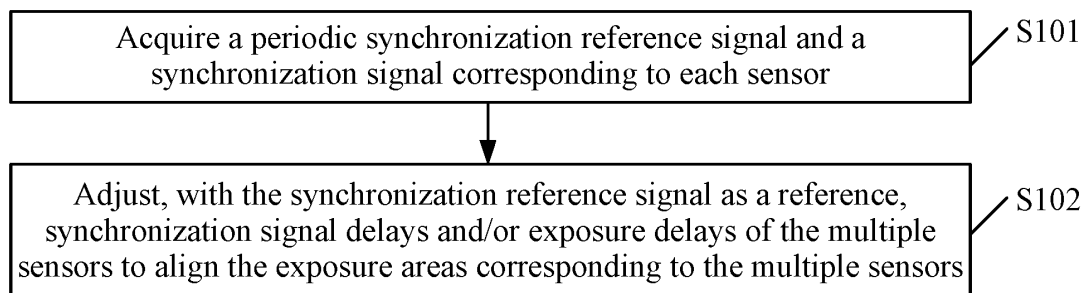 Acquire a periodic synchronization reference signal and a
synchronization signal corresponding to each sensor
S101
Adjust, with the synchronization reference signal as a reference,
synchronization signal delays and/or exposure delays of the multiple
sensors to align the exposure areas corresponding to the multiple sensors
S102